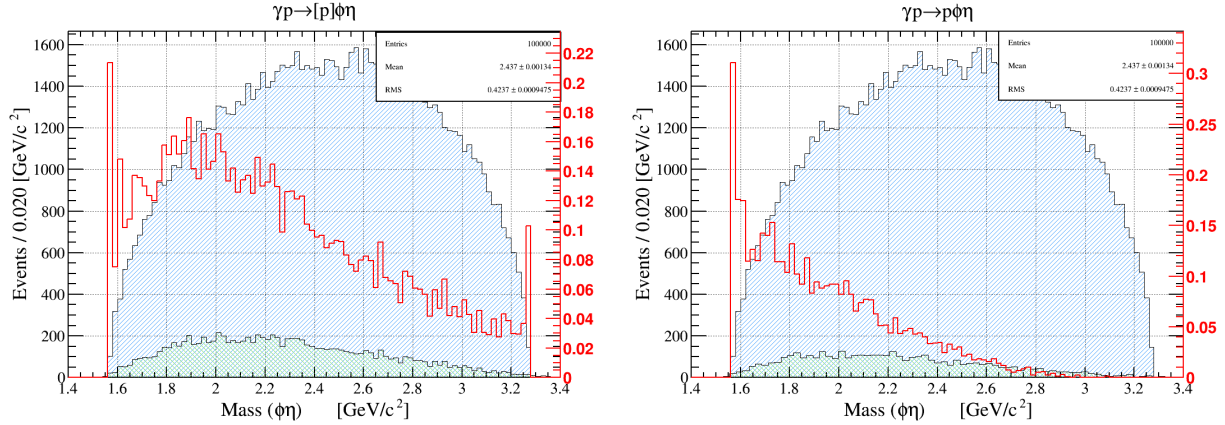 γp→[p]φη
Entries 100000
Mean 2.437 ± 0.00134
RMS 0.4237 ± 0.0009475
Events / 0.020 [GeV/c²]
1600
1400
1200
1000
800
600
400
200
0
0.22
0.20
0.18
0.16
0.14
0.12
0.10
0.08
0.06
0.04
0.02
0
1.4 1.6 1.8 2.0 2.2 2.4 2.6 2.8 3 3.2 3.4
Mass (φη) [GeV/c²]
γp→pφη
Entries 100000
Mean 2.437 ± 0.00134
RMS 0.4237 ± 0.0009475
Events / 0.020 [GeV/c²]
1600
1400
1200
1000
800
600
400
200
0
0.3
0.25
0.2
0.15
0.1
0.05
0
1.4 1.6 1.8 2 2.2 2.4 2.6 2.8 3 3.2 3.4
Mass (φη) [GeV/c²]